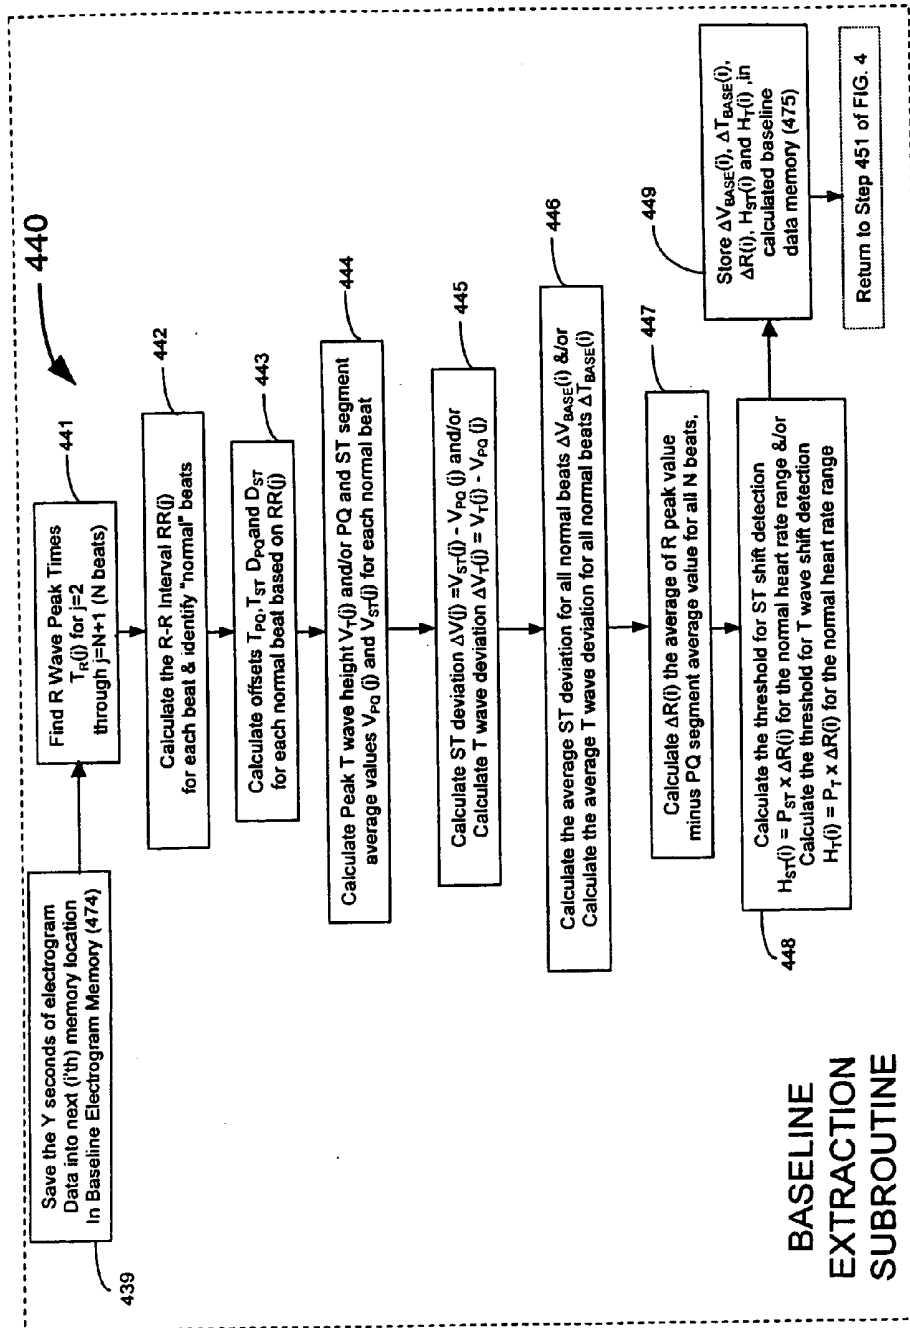 440
Save the Y seconds of electrogram
Data into next (i'th) memory location
In Baseline Electrogram Memory (474)
439
Find R Wave Peak Times
T_R(j) for j=2
through j=N+1 (N beats)
441
Calculate the R-R Interval RR(j)
for each beat & identify "normal" beats
442
Calculate offsets T_PQ, T_ST D_PQ and D_ST
for each normal beat based on RR(j)
443
Calculate Peak T wave height V_T(j) and/or PQ and ST segment
average values V_PQ (j) and V_ST(j) for each normal beat
444
Calculate ST deviation ΔV(j) =V_ST(j) - V_PQ (j) and/or
Calculate T wave deviation ΔV_T(j) = V_T(j) - V_PQ (j)
445
Calculate the average ST deviation for all normal beats ΔV_BASE(i) &/or
Calculate the average T wave deviation for all normal beats ΔT_BASE(i)
446
Calculate ΔR(i) the average of R peak value
minus PQ segment average value for all N beats.
447
Calculate the threshold for ST shift detection
H_ST(i) = P_ST x ΔR(i) for the normal heart rate range &/or
Calculate the threshold for T wave shift detection
H_T(i) = P_T x ΔR(i) for the normal heart rate range
448
Store ΔV_BASE(i), ΔT_BASE(i),
ΔR(i), H_ST(i) and H_T(i) ,in
calculated baseline
data memory (475)
449
Return to Step 451 of FIG. 4
BASELINE
EXTRACTION
SUBROUTINE